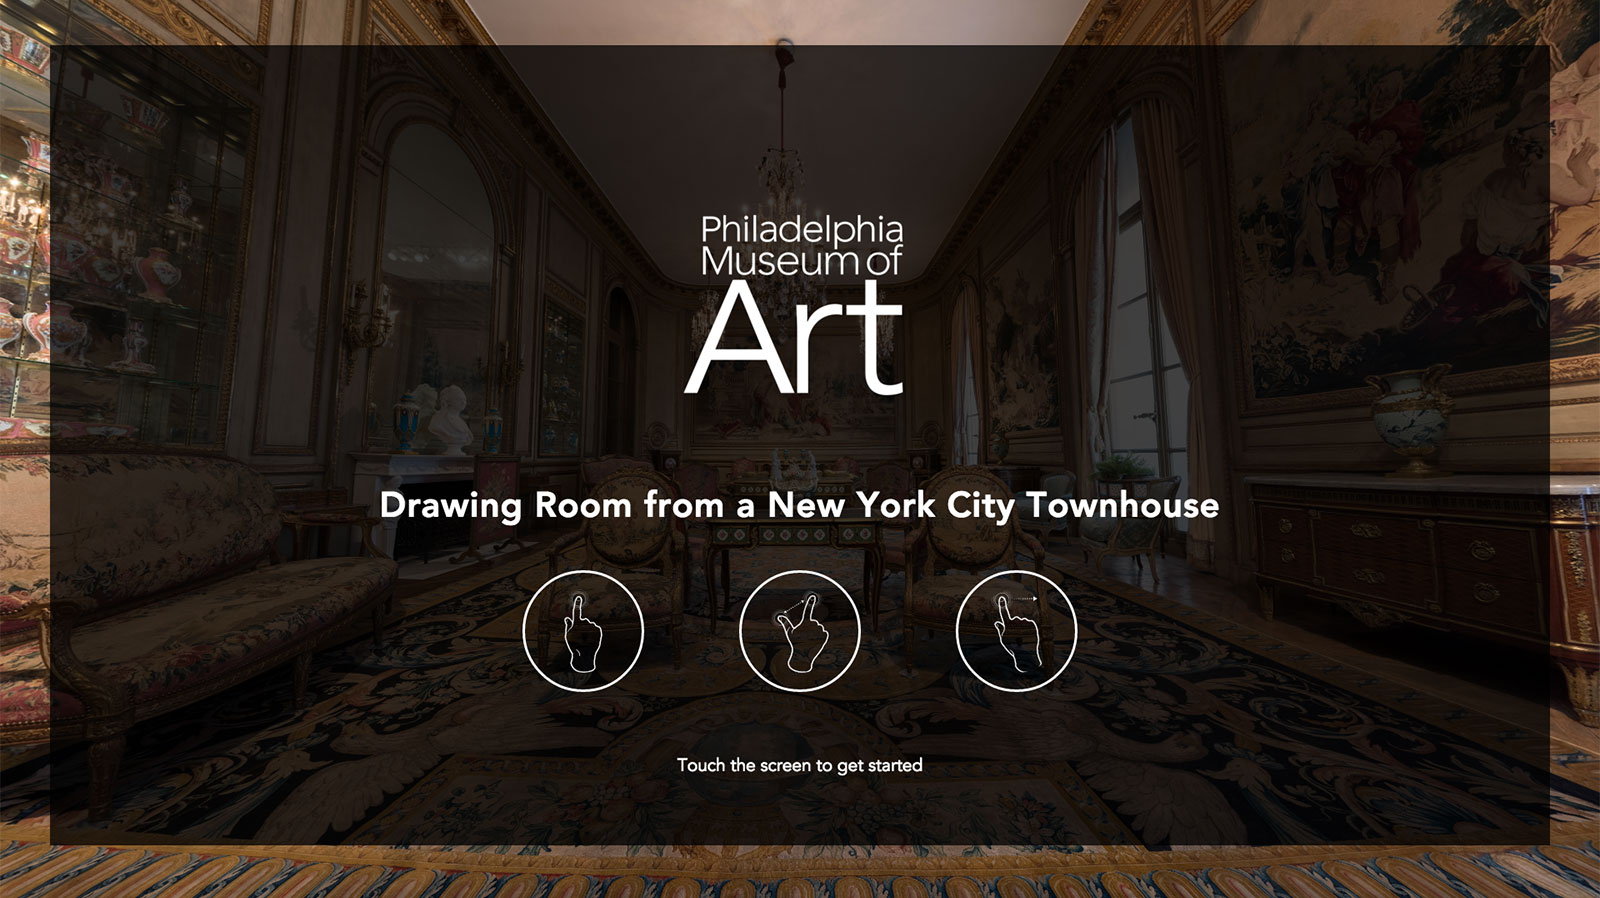 Philadelphia
Museum of
Art
Drawing Room from a New York City Townhouse
Touch the screen to get started